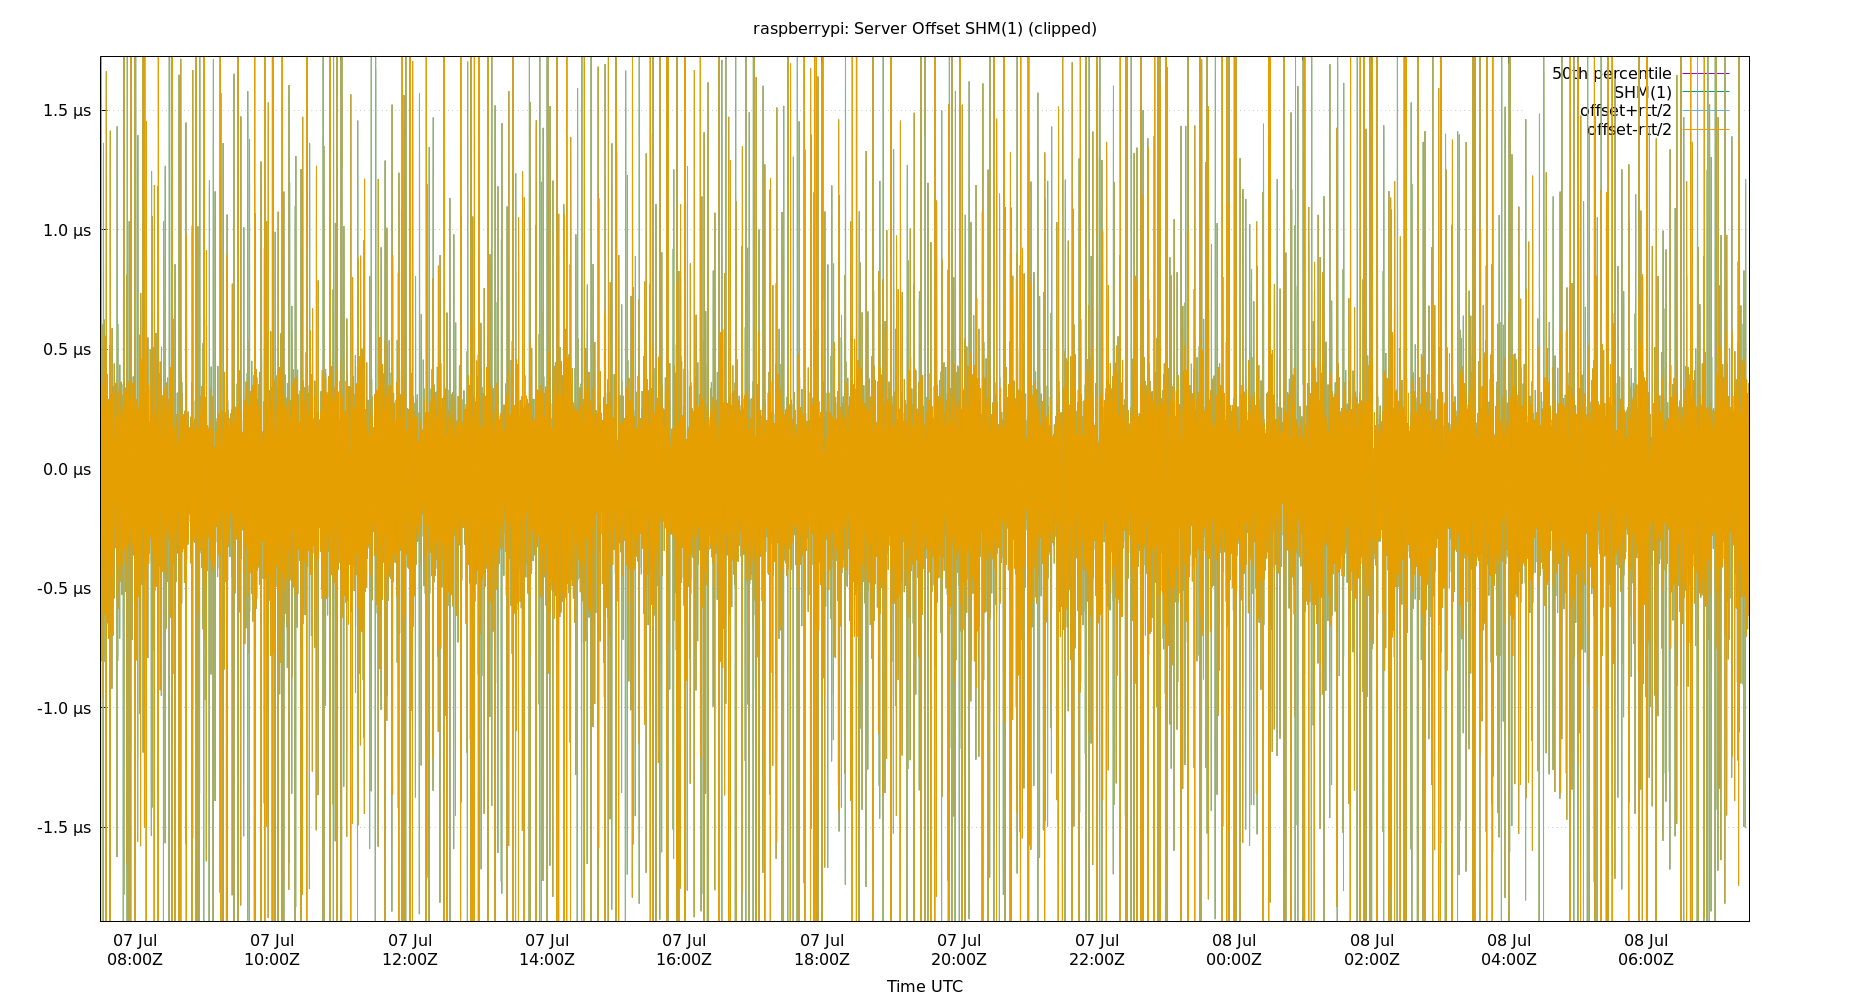 raspberrypi: Server Offset SHM(1) (clipped)
50th percentile
SHM(1)
offset+rtt/2
offset-rtt/2
1.5 µs
1.0 µs
0.5 µs
0.0 µs
-0.5 µs
-1.0 µs
-1.5 µs
07 Jul 07 Jul 07 Jul 07 Jul 07 Jul 07 Jul 07 Jul 07 Jul 08 Jul 08 Jul 08 Jul 08 Jul
08:00Z 10:00Z 12:00Z 14:00Z 16:00Z 18:00Z 20:00Z 22:00Z 00:00Z 02:00Z 04:00Z 06:00Z
Time UTC